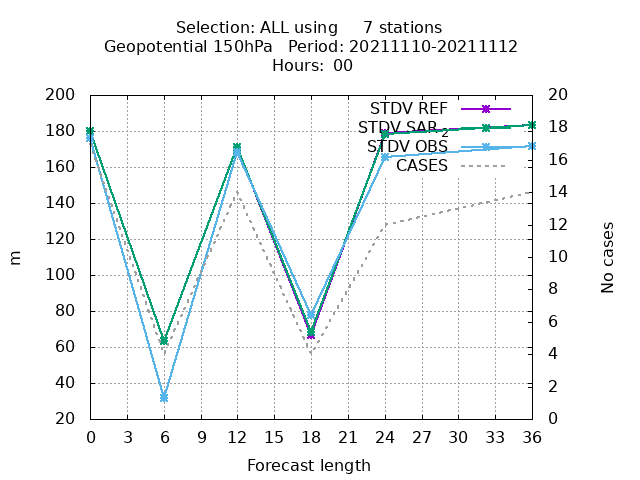 Selection: ALL using 7 stations
Geopotential 150hPa Period: 20211110-20211112
Hours: 00
200
180
160
140
120
100
80
60
40
20
m
20
18
16
14
12
10
8
6
4
2
0
No cases
STDV REF
STDV SAR_2
STDV OBS
CASES
0 3 6 9 12 15 18 21 24 27 30 33 36
Forecast length